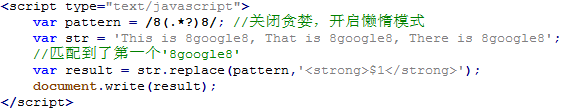 <script type="text/javascript">
var pattern = /8(.*?)8/; //关闭贪婪，开启懒惰模式
var str = 'This is 8google8, That is 8google8, There is 8google8';
//匹配到了第一个'8google8'
var result = str.replace(pattern,'<strong>$1</strong>');
document.write(result);
</script>